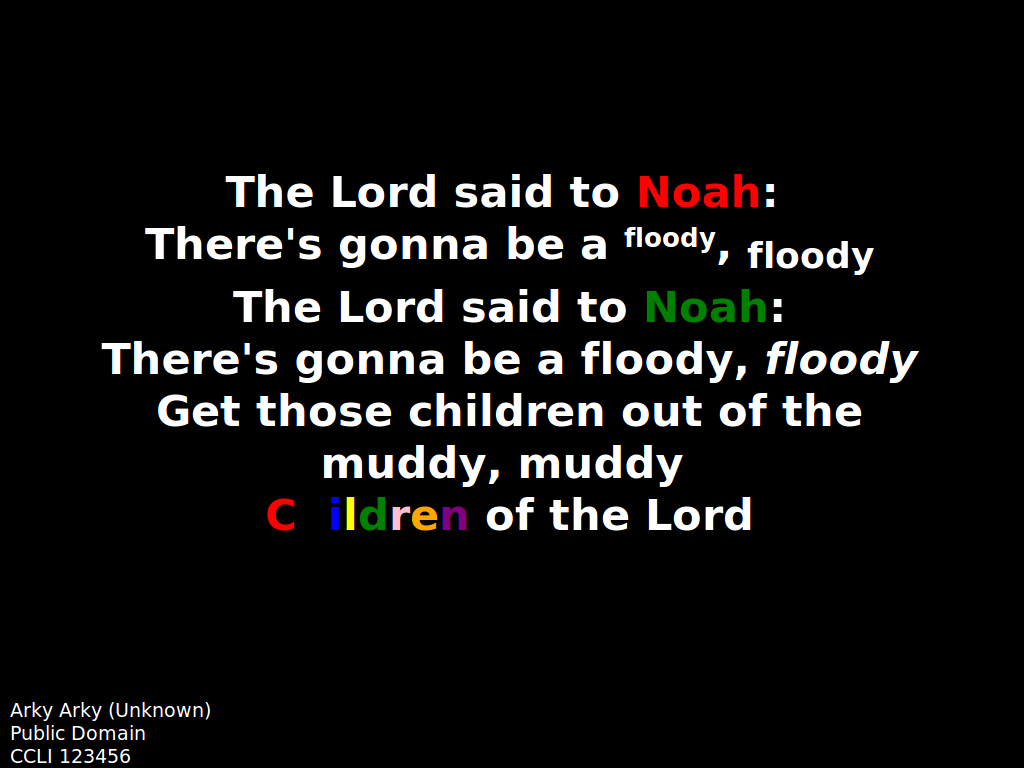 The Lord said to Noah:
There's gonna be a floody, floody
The Lord said to Noah:
There's gonna be a floody, floody
Get those children out of the
muddy, muddy
C ildren of the Lord
Arky Arky (Unknown)
Public Domain
CCLI 123456